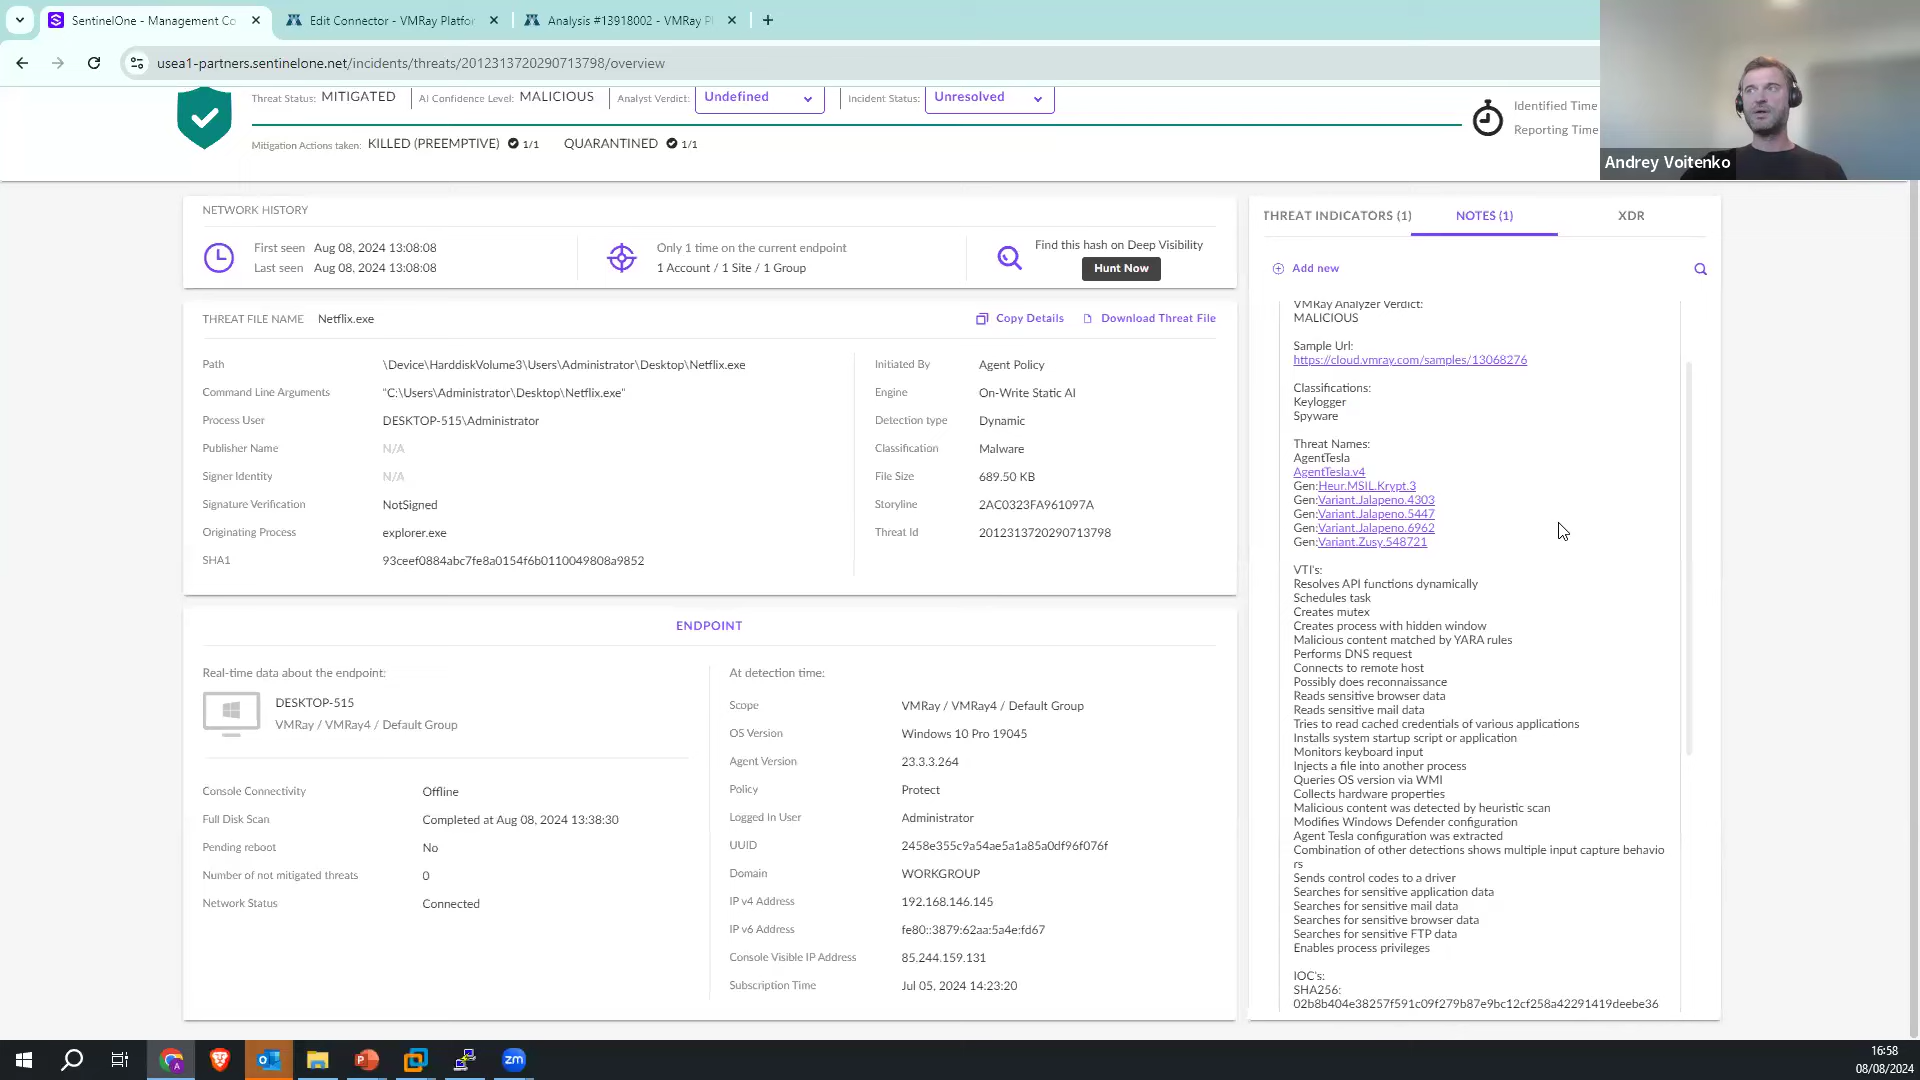 SentinelOne - Management Co
Edit Connector - VMRay Platfor
Analysis #13918002 - VMRay P
usea1-partners.sentinelone.net/incidents/threats/2012313720290713798/overview
Threat Status: MITIGATED
AI Confidence Level: MALICIOUS
Analyst Verdict: Undefined
Incident Status: Unresolved
Mitigation Actions taken: KILLED (PREEMPTIVE) 1/1 QUARANTINED 1/1
Identified Time
Reporting Time
Andrey Voitenko
NETWORK HISTORY
First seen Aug 08, 2024 13:08:08
Last seen Aug 08, 2024 13:08:08
Only 1 time on the current endpoint
1 Account / 1 Site / 1 Group
Find this hash on Deep Visibility
Hunt Now
THREAT FILE NAME Netflix.exe
Copy Details
Download Threat File
Path \Device\HarddiskVolume3\Users\Administrator\Desktop\Netflix.exe
Command Line Arguments "C:\Users\Administrator\Desktop\Netflix.exe"
Process User DESKTOP-515\Administrator
Publisher Name N/A
Signer Identity N/A
Signature Verification NotSigned
Originating Process explorer.exe
SHA1 93ceef0884abc7fe8a0154f6b0110049808a9852
Initiated By Agent Policy
Engine On-Write Static AI
Detection type Dynamic
Classification Malware
File Size 689.50 KB
Storyline 2AC0323FA961097A
Threat Id 2012313720290713798
ENDPOINT
Real-time data about the endpoint:
DESKTOP-515
VMRay / VMRay4 / Default Group
Console Connectivity Offline
Full Disk Scan Completed at Aug 08, 2024 13:38:30
Pending reboot No
Number of not mitigated threats 0
Network Status Connected
At detection time:
Scope VMRay / VMRay4 / Default Group
OS Version Windows 10 Pro 19045
Agent Version 23.3.3.264
Policy Protect
Logged In User Administrator
UUID 2458e355c9a54ae5a1a85a0df96f076f
Domain WORKGROUP
IP v4 Address 192.168.146.145
IP v6 Address fe80::3879:62aa:5a4e:fd67
Console Visible IP Address 85.244.159.131
Subscription Time Jul 05, 2024 14:23:20
THREAT INDICATORS (1)
NOTES (1)
XDR
Add new
VMRay Analyzer Verdict:
MALICIOUS
Sample Url:
https://cloud.vmray.com/samples/13068276
Classifications:
Keylogger
Spyware
Threat Names:
AgentTesla
AgentTesla.v4
Gen:Heur.MSIL.Krypt.3
Gen:Variant.Jalapeno.4303
Gen:Variant.Jalapeno.5447
Gen:Variant.Jalapeno.6962
Gen:Variant.Zusy.548721
VTI's:
Resolves API functions dynamically
Schedules task
Creates mutex
Creates process with hidden window
Malicious content matched by YARA rules
Performs DNS request
Connects to remote host
Possibly does reconnaissance
Reads sensitive browser data
Reads sensitive mail data
Tries to read cached credentials of various applications
Installs system startup script or application
Monitors keyboard input
Injects a file into another process
Queries OS version via WMI
Collects hardware properties
Malicious content was detected by heuristic scan
Modifies Windows Defender configuration
Agent Tesla configuration was extracted
Combination of other detections shows multiple input capture behavio
rs
Sends control codes to a driver
Searches for sensitive application data
Searches for sensitive mail data
Searches for sensitive browser data
Searches for sensitive FTP data
Enables process privileges
IOC's:
SHA256:
02b8b404e38257f591c09f279b87e9bc12cf258a42291419deebe36
zm
16:58
08/08/2024